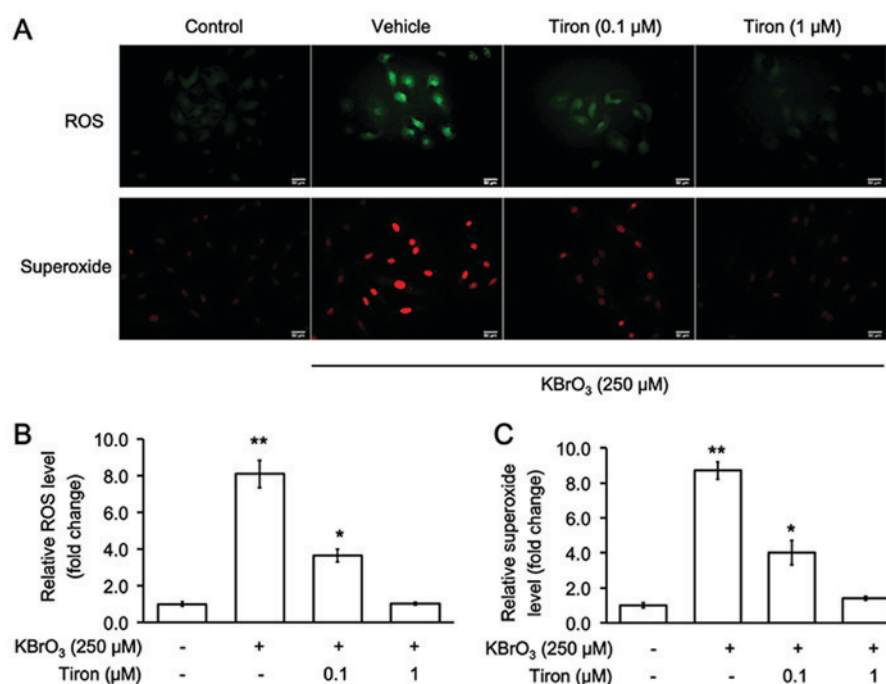 A
Control Vehicle Tiron (0.1 µM) Tiron (1 µM)
ROS
Superoxide
KBrO₃ (250 µM)
B
Relative ROS level
(fold change)
10.0
8.0
6.0
4.0
2.0
0.0
**
*
KBrO₃ (250 µM) - + + +
Tiron (µM) - - 0.1 1
C
Relative superoxide
level (fold change)
10.0
8.0
6.0
4.0
2.0
0.0
**
*
KBrO₃ (250 µM) - + + +
Tiron (µM) - - 0.1 1